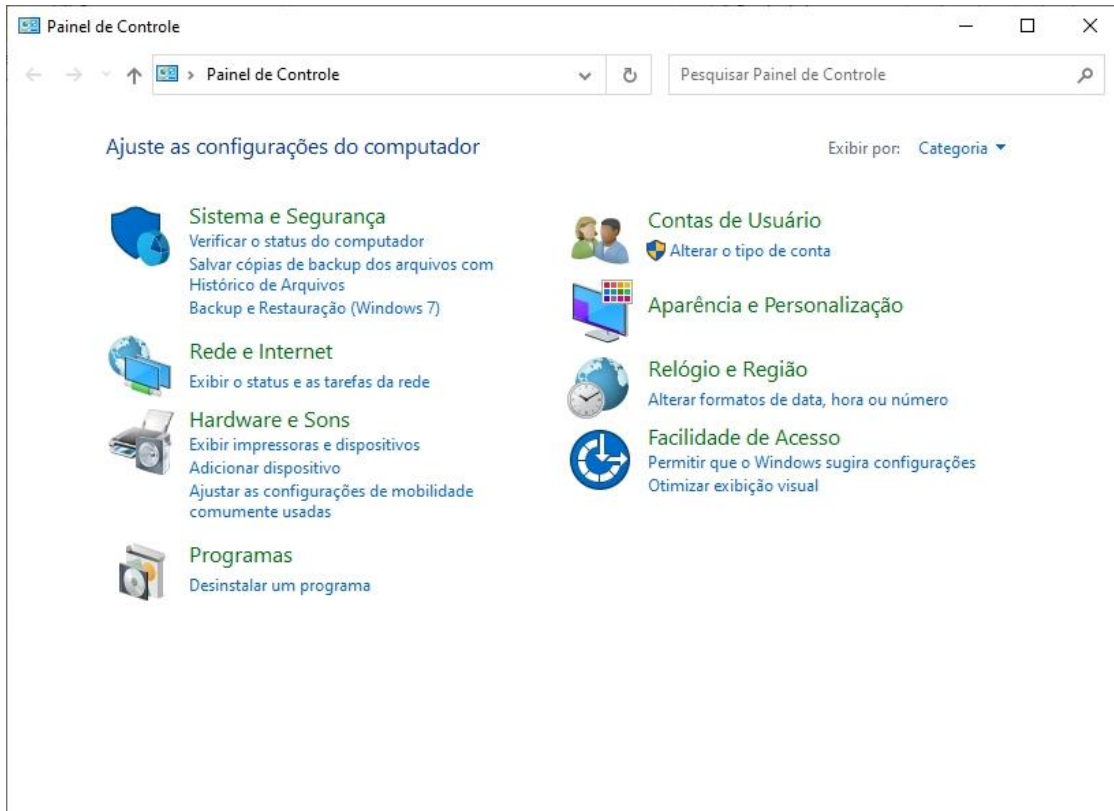 Painel de Controle
Painel de Controle
Pesquisar Painel de Controle
Ajuste as configurações do computador
Exibir por: Categoria
Sistema e Segurança
Verificar o status do computador
Salvar cópias de backup dos arquivos com
Histórico de Arquivos
Backup e Restauração (Windows 7)
Rede e Internet
Exibir o status e as tarefas da rede
Hardware e Sons
Exibir impressoras e dispositivos
Adicionar dispositivo
Ajustar as configurações de mobilidade
comumente usadas
Programas
Desinstalar um programa
Contas de Usuário
Alterar o tipo de conta
Aparência e Personalização
Relógio e Região
Alterar formatos de data, hora ou número
Facilidade de Acesso
Permitir que o Windows sugira configurações
Otimizar exibição visual